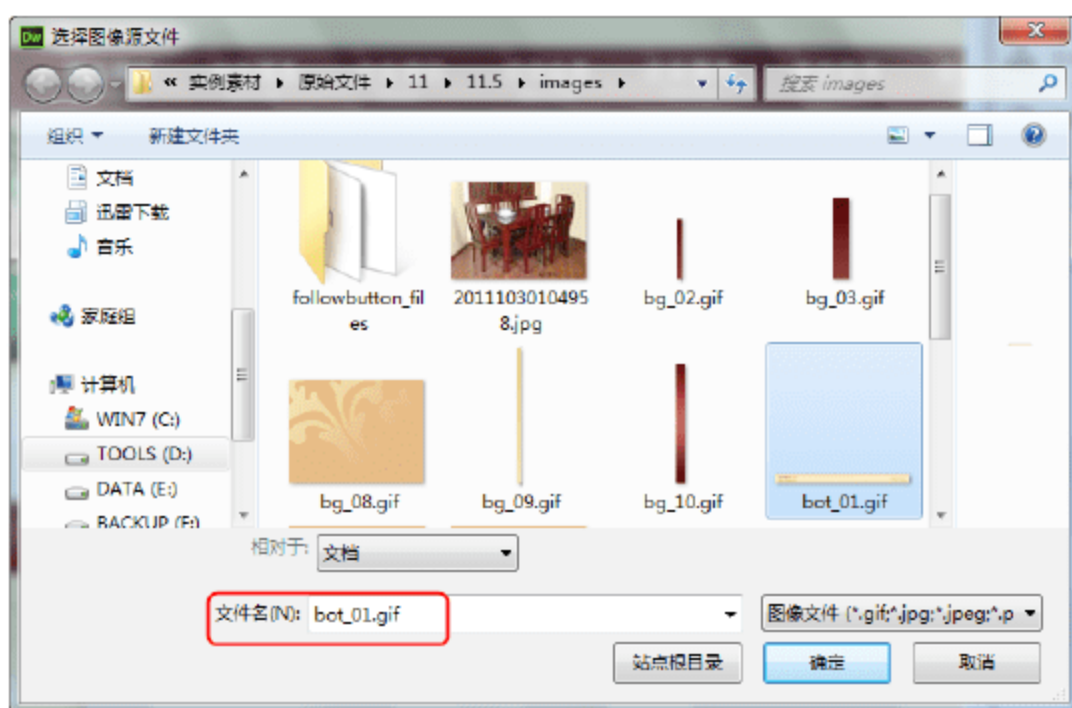 Dw 选择图像源文件
« 实例素材 ▸ 原始文件 ▸ 11 ▸ 11.5 ▸ images ▸
搜索 images
组织 新建文件夹
文档
迅雷下载
音乐
家庭组
计算机
WIN7 (C:)
TOOLS (D:)
DATA (E:)
BACKUP (F:)
followbutton_fil
es
2011103010495
8.jpg
bg_02.gif
bg_03.gif
bg_08.gif
bg_09.gif
bg_10.gif
bot_01.gif
相对于: 文档
文件名(N): bot_01.gif
图像文件 (*.gif;*.jpg;*.jpeg;*.p
站点根目录 确定 取消